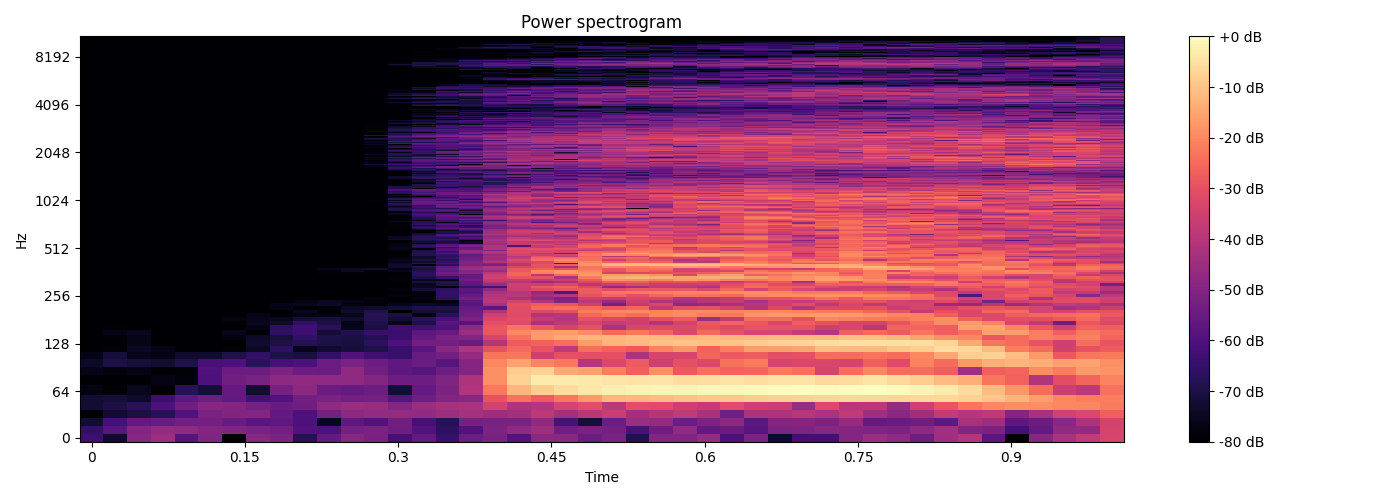 Power spectrogram
Hz
8192
4096
2048
1024
512
256
128
64
0
0 0.15 0.3 0.45 0.6 0.75 0.9
Time
+0 dB
-10 dB
-20 dB
-30 dB
-40 dB
-50 dB
-60 dB
-70 dB
-80 dB